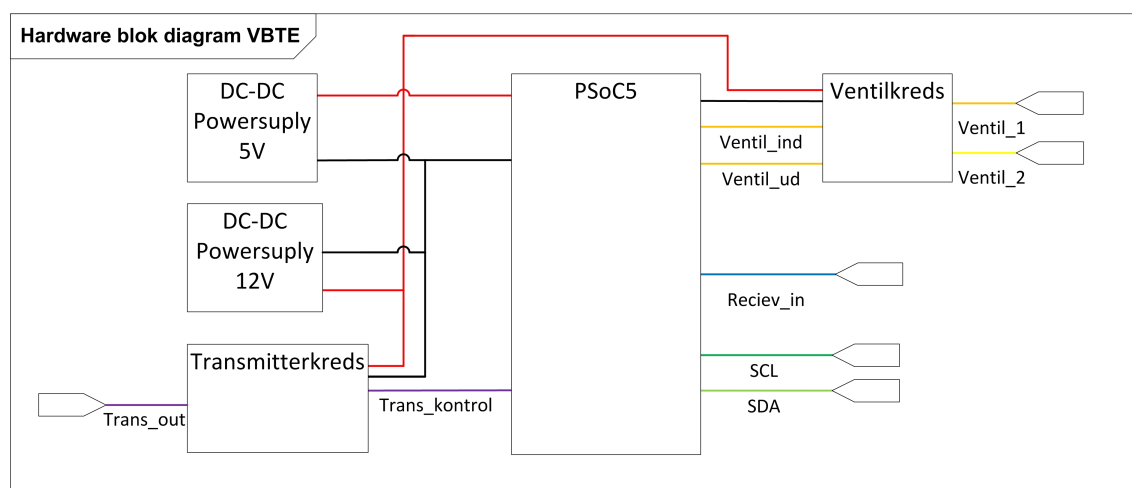 Hardware blok diagram VBTE
DC-DC
Powersuply
5V
PSoC5
Ventilkreds
Ventil_1
Ventil_ind
Ventil_ud
Ventil_2
DC-DC
Powersuply
12V
Reciev_in
Transmitterkreds
SCL
Trans_out
Trans_kontrol
SDA